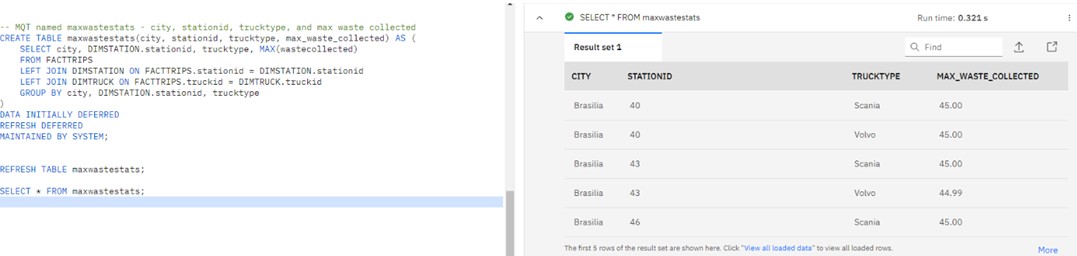 -- MQT named maxwastestats - city, stationid, trucktype, and max waste collected
CREATE TABLE maxwastestats(city, stationid, trucktype, max_waste_collected) AS (
SELECT city, DIMSTATION.stationid, trucktype, MAX(wastecollected)
FROM FACTTRIPS
LEFT JOIN DIMSTATION ON FACTTRIPS.stationid = DIMSTATION.stationid
LEFT JOIN DIMTRUCK ON FACTTRIPS.truckid = DIMTRUCK.truckid
GROUP BY city, DIMSTATION.stationid, trucktype
)
DATA INITIALLY DEFERRED
REFRESH DEFERRED
MAINTAINED BY SYSTEM;
REFRESH TABLE maxwastestats;
SELECT * FROM maxwastestats;
SELECT * FROM maxwastestats Run time: 0.321 s
Result set 1 Find
CITY STATIONID TRUCKTYPE MAX_WASTE_COLLECTED
Brasilia 40 Scania 45.00
Brasilia 40 Volvo 45.00
Brasilia 43 Scania 45.00
Brasilia 43 Volvo 44.99
Brasilia 46 Scania 45.00
The first 5 rows of the result set are shown here. Click "View all loaded data" to view all loaded rows. More